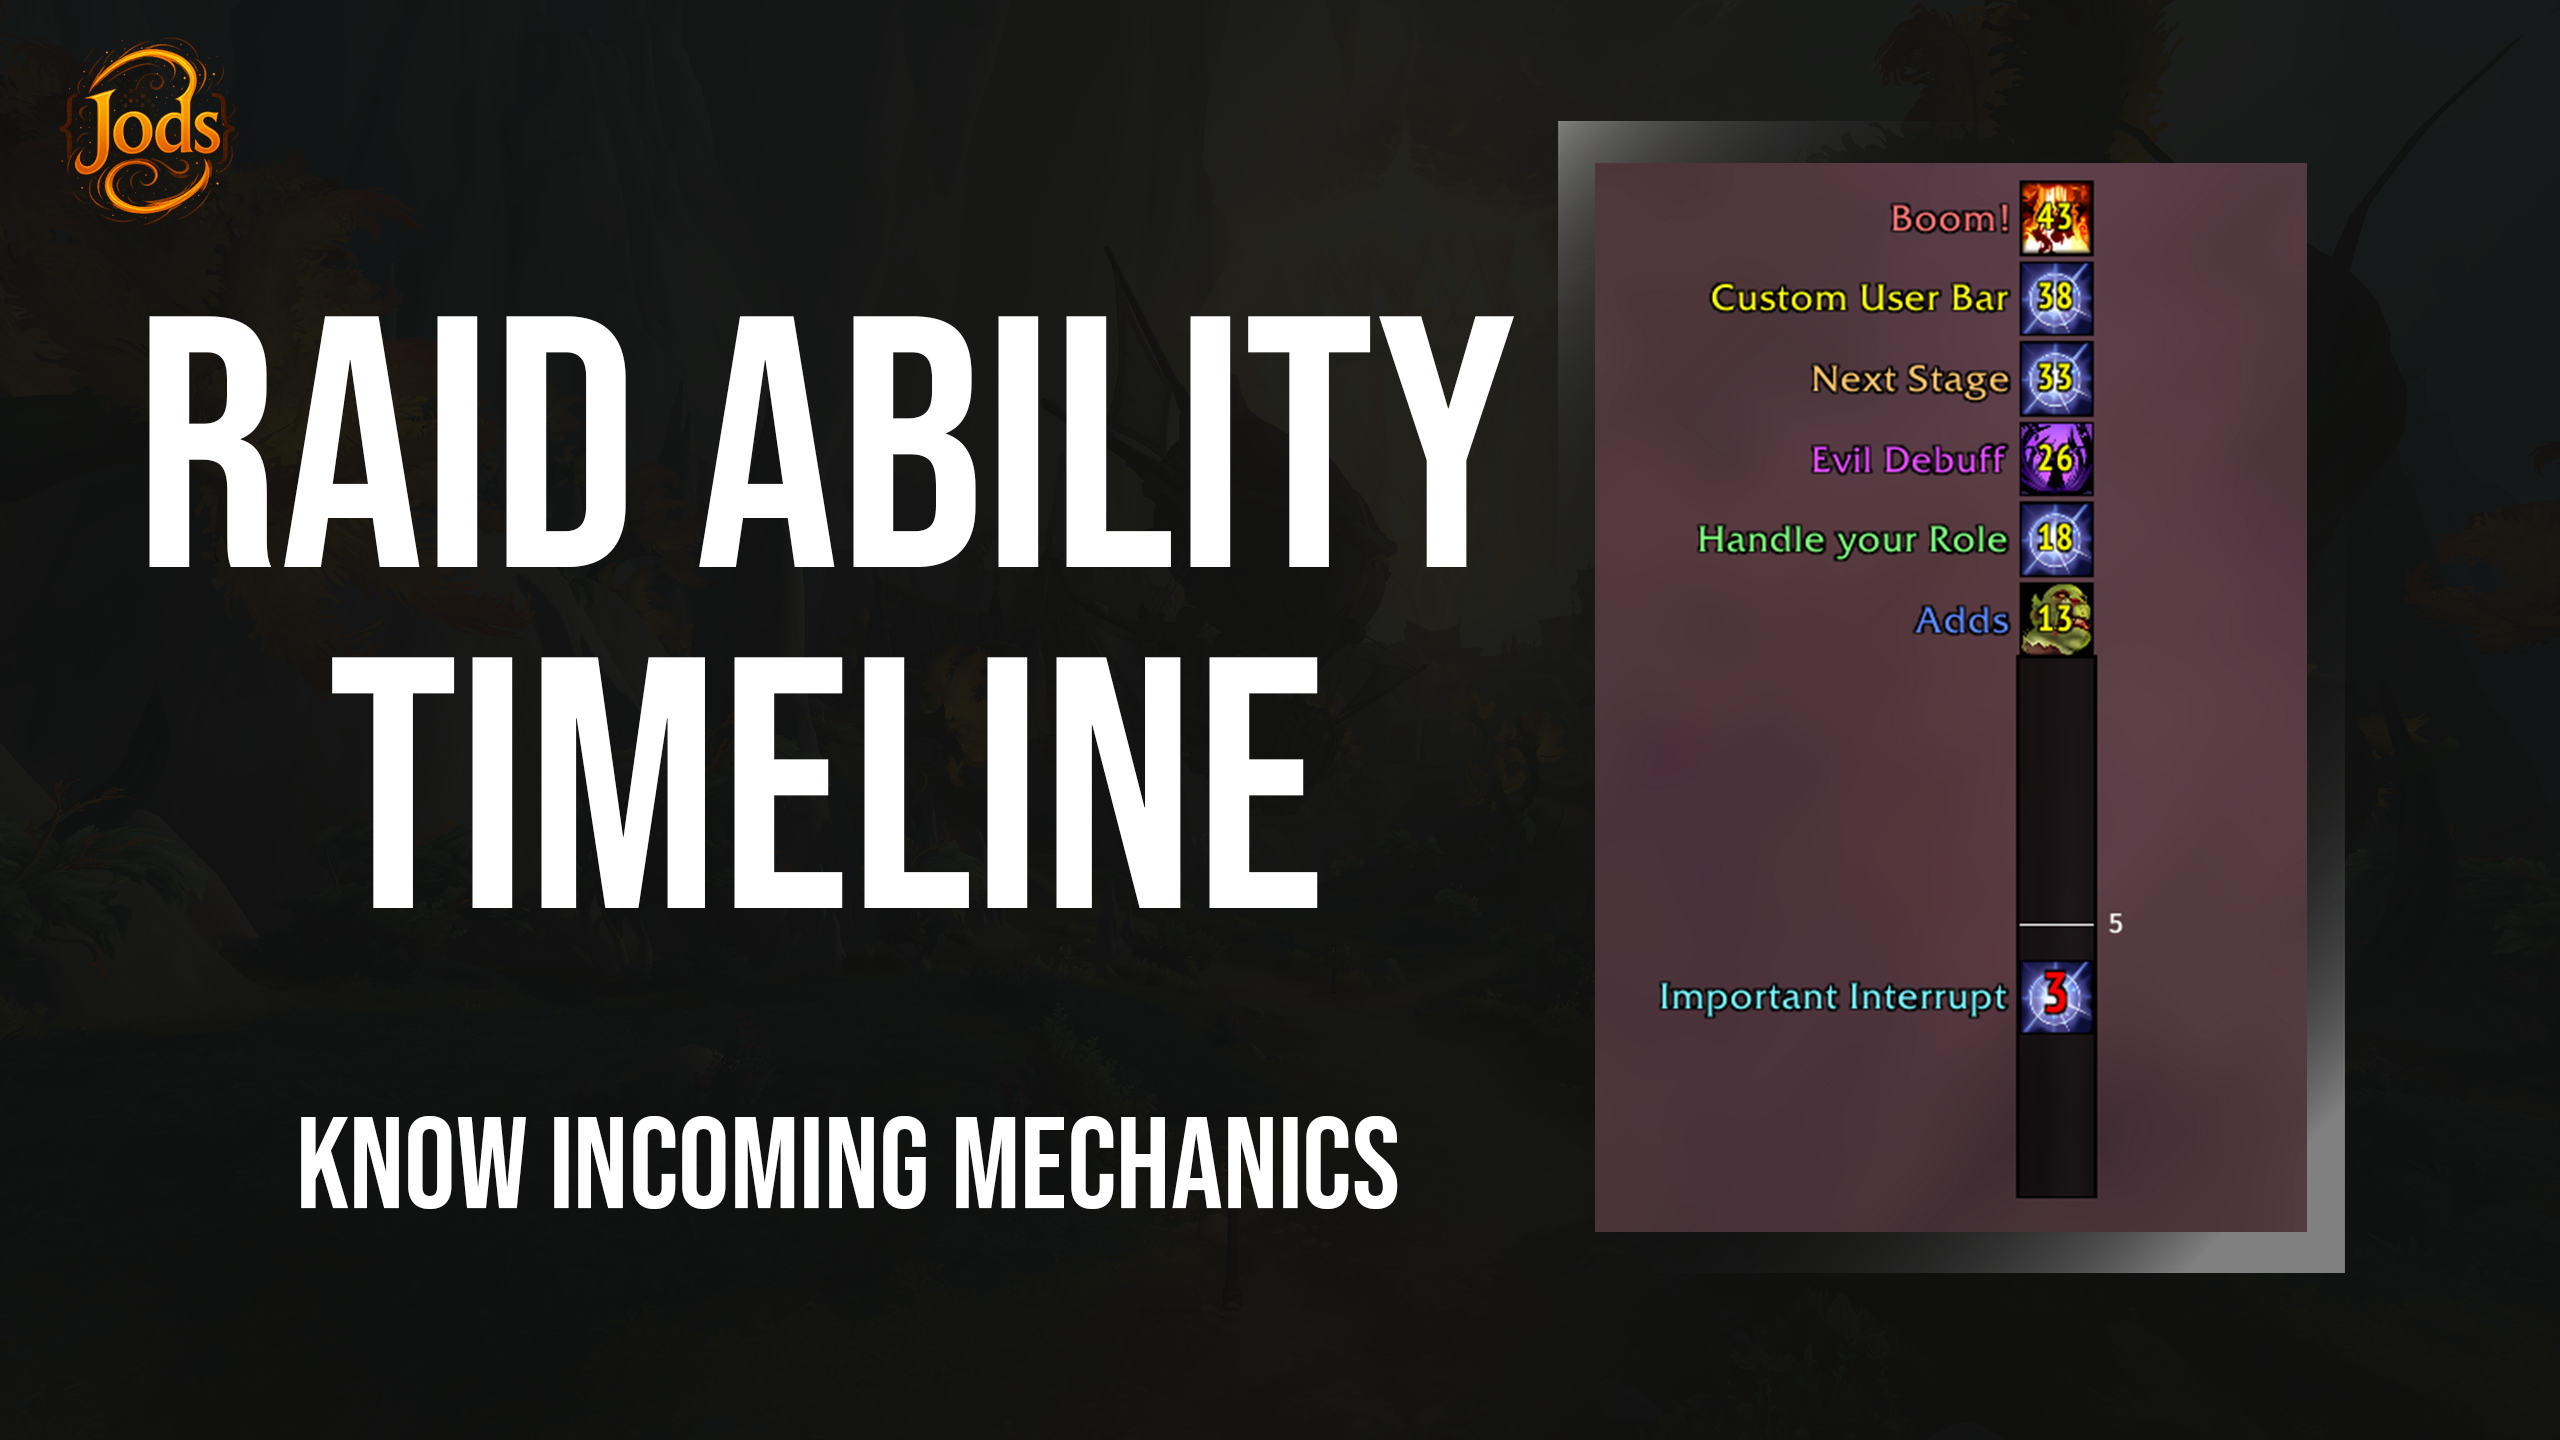 Jods
RAID ABILITY
TIMELINE
KNOW INCOMING MECHANICS
Boom! 43
Custom User Bar 38
Next Stage 33
Evil Debuff 26
Handle your Role 18
Adds 13
5
Important Interrupt 3